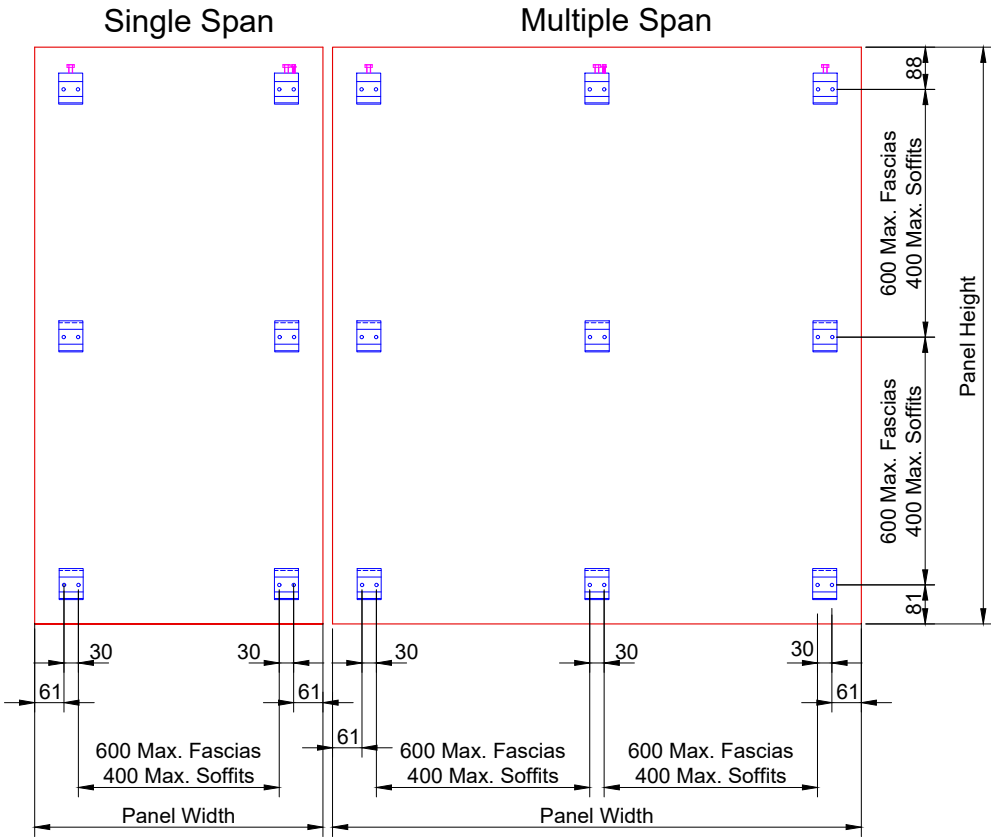 Single Span
Multiple Span
88
600 Max. Fascias
400 Max. Soffits
Panel Height
600 Max. Fascias
400 Max. Soffits
81
30
30
30
30
30
61
61
61
61
600 Max. Fascias
400 Max. Soffits
600 Max. Fascias
400 Max. Soffits
600 Max. Fascias
400 Max. Soffits
Panel Width
Panel Width